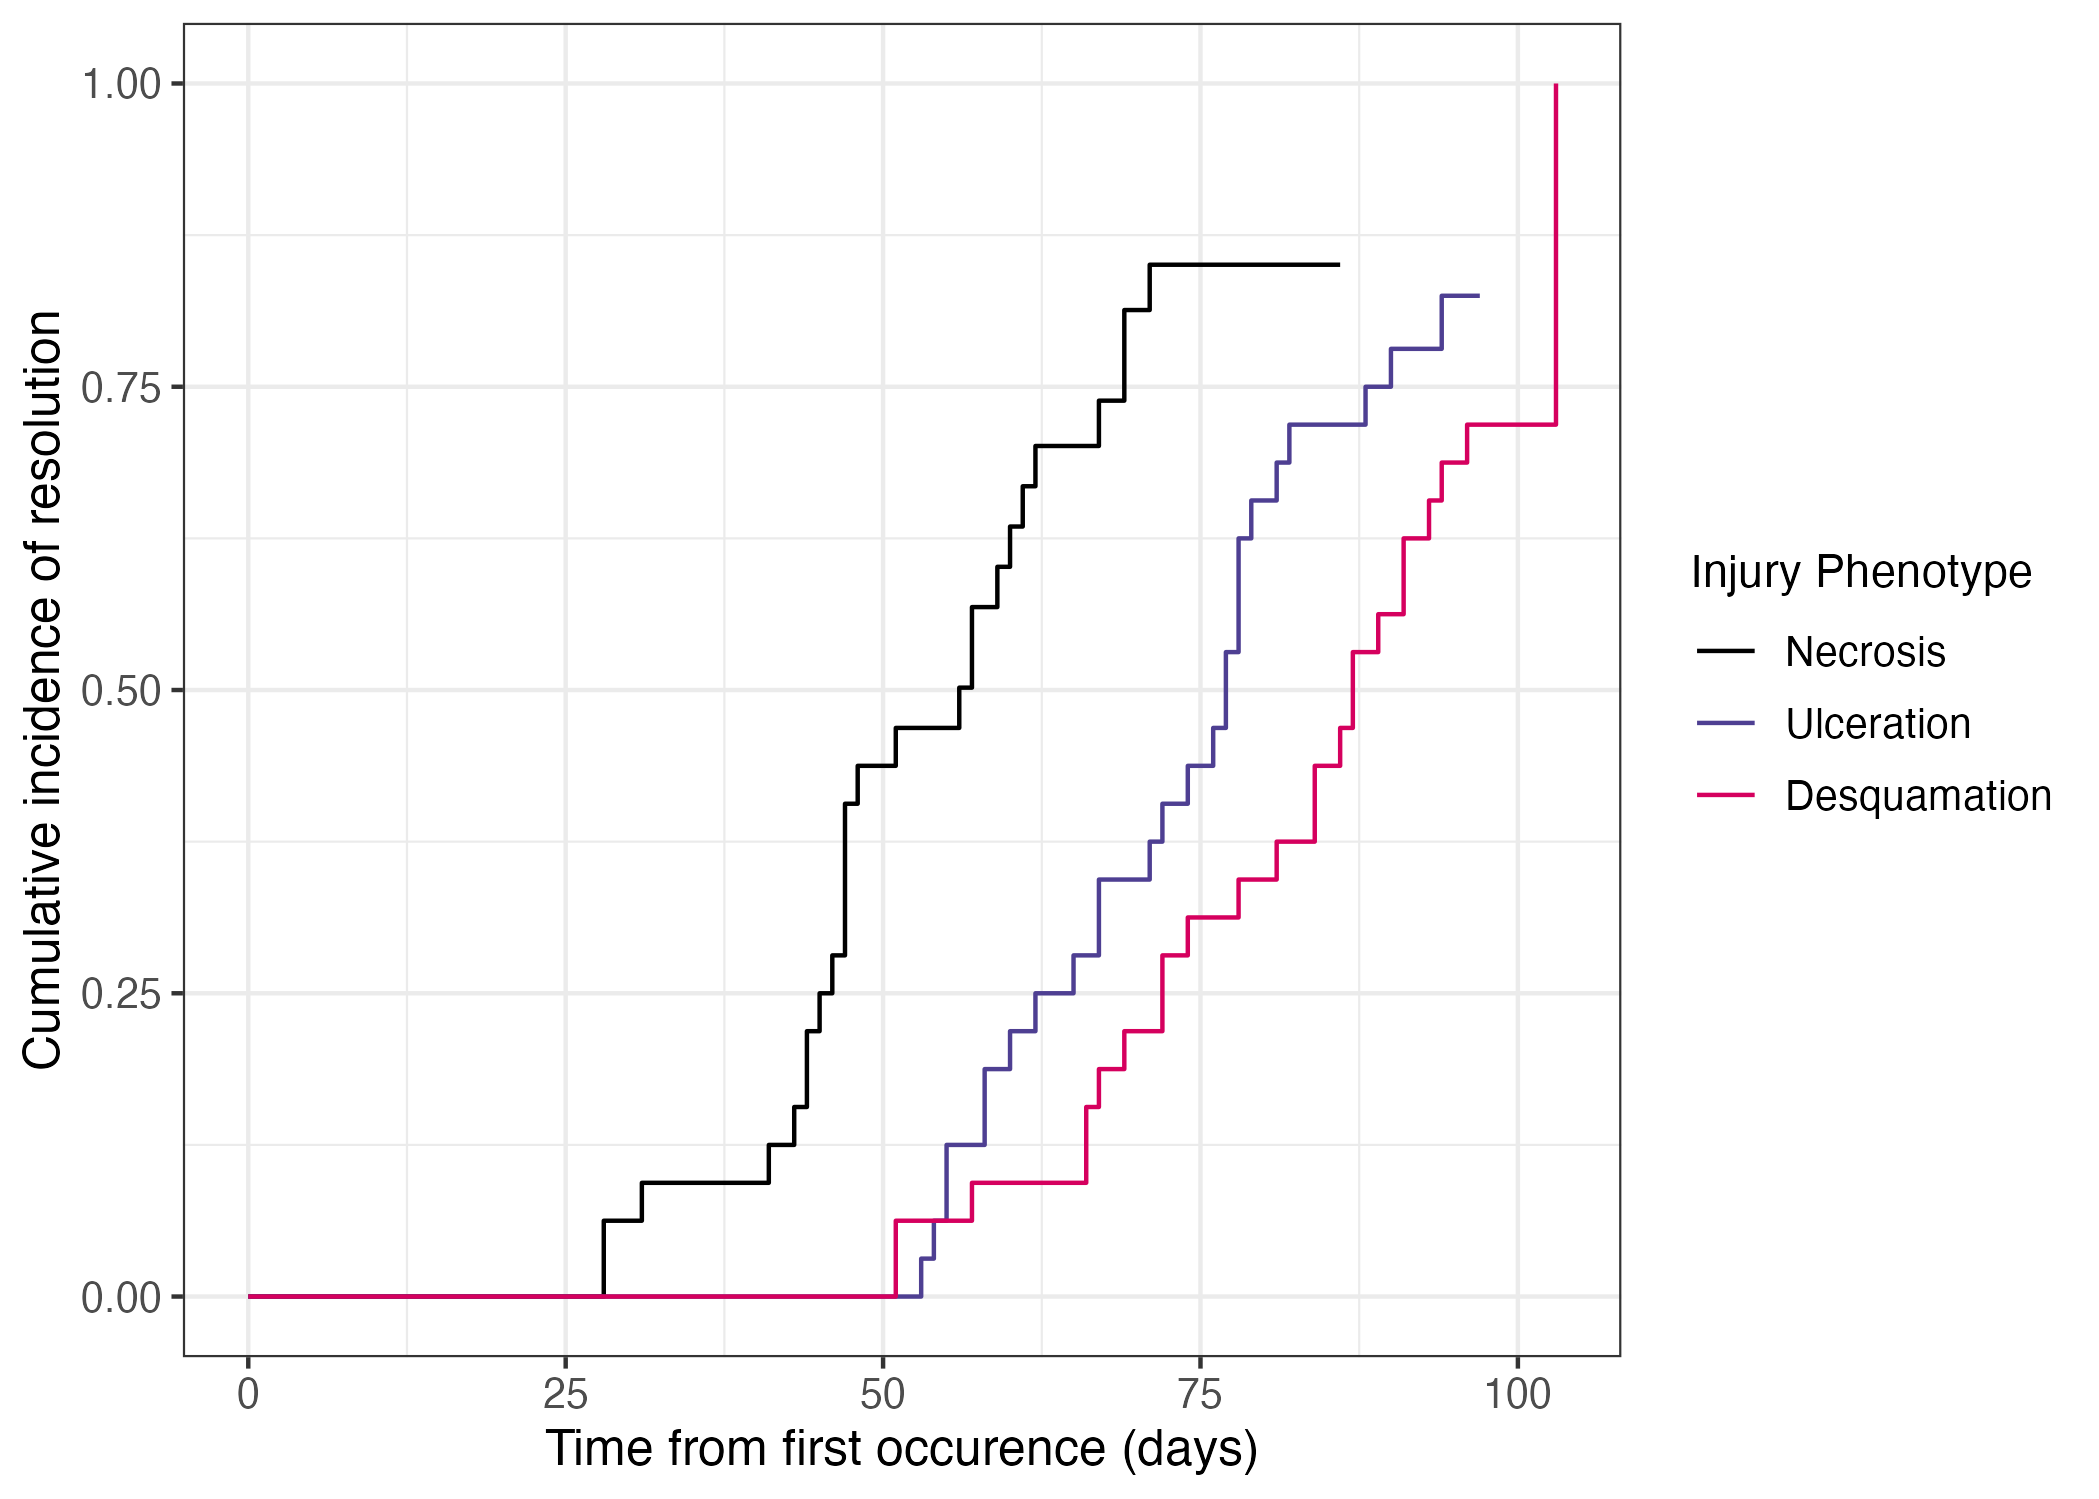 1.00
0.75
0.50
0.25
0.00
Cumulative incidence of resolution
0
25
50
75
100
Time from first occurence (days)
Injury Phenotype
Necrosis
Ulceration
Desquamation